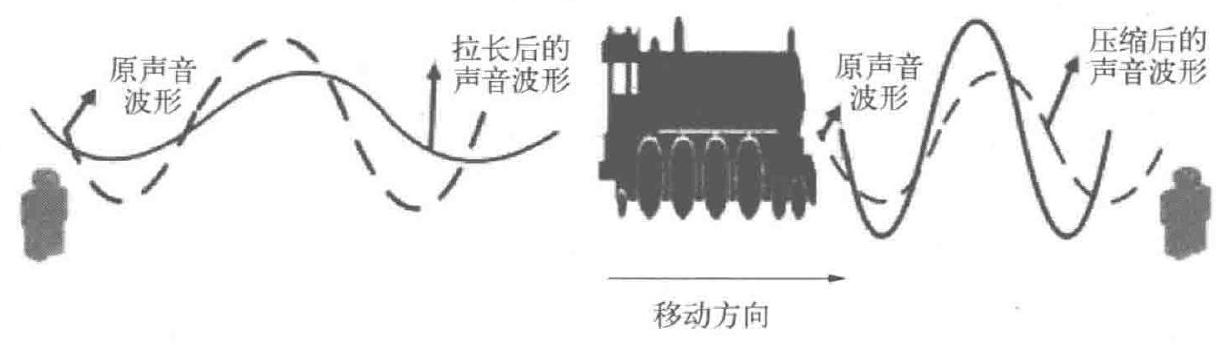 原声音
波形
拉长后的
声音波形
原声音
波形
压缩后的
声音波形
移动方向